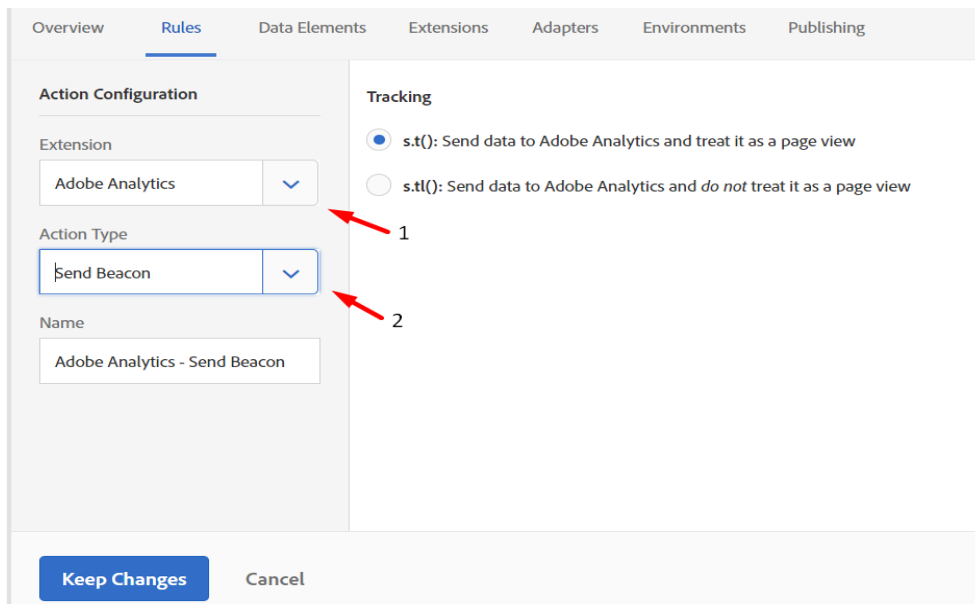 Overview Rules Data Elements Extensions Adapters Environments Publishing
Action Configuration
Extension
Adobe Analytics
1
Action Type
Send Beacon
2
Name
Adobe Analytics - Send Beacon
Tracking
s.t(): Send data to Adobe Analytics and treat it as a page view
s.tl(): Send data to Adobe Analytics and do not treat it as a page view
Keep Changes Cancel